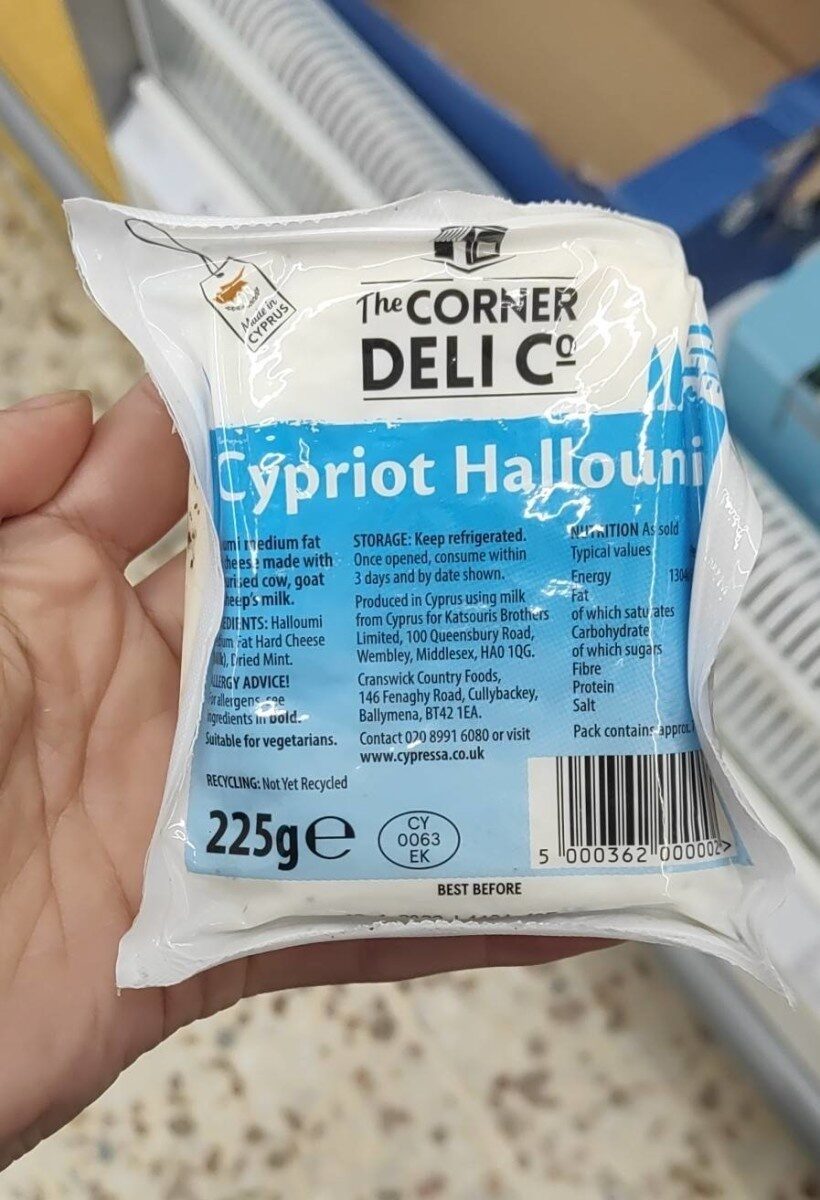 Made in
CYPRUS
The CORNER
DELI Cº
Cypriot Halloumi
medium fat
cheese made with
cow, goat
milk.
Halloumi
Fat Hard Cheese
Dried Mint.
ADVICE!
allergens see
ingredients in bold.
Suitable for vegetarians.
RECYCLING: Not Yet Recycled
225g e
STORAGE: Keep refrigerated.
Once opened, consume within
3 days and by date shown.
Produced in Cyprus using milk
from Cyprus for Katsouris Brothers
Limited, 100 Queensbury Road,
Wembley, Middlesex, HA0 1QG.
Cranswick Country Foods,
146 Fenaghy Road, Cullybackey,
Ballymena, BT42 1EA.
Contact 020 8991 6080 or visit
www.cypressa.co.uk
CY
0063
EK
NUTRITION As sold
Typical values
Energy
Fat
of which saturates
Carbohydrate
of which sugars
Fibre
Protein
Salt
Pack contains approx.
5 000362 000002 >
BEST BEFORE